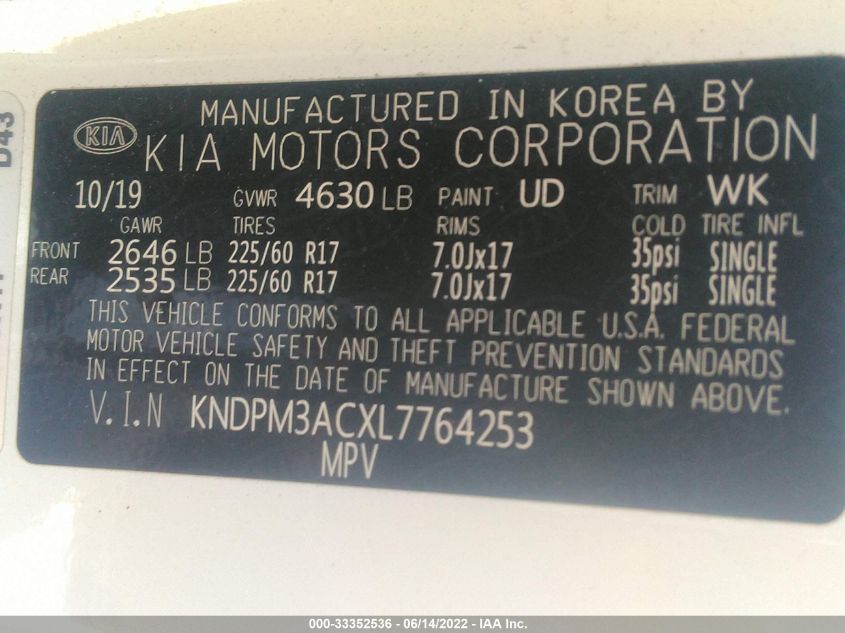 MANUFACTURED IN KOREA BY
KIA KIA MOTORS CORPORATION
10/19 GVWR 4630 LB PAINT UD TRIM WK
GAWR TIRES RIMS COLD TIRE INFL
FRONT 2646 LB 225/60 R17 7.0Jx17 35psi SINGLE
REAR 2535 LB 225/60 R17 7.0Jx17 35psi SINGLE
THIS VEHICLE CONFORMS TO ALL APPLICABLE U.S.A. FEDERAL
MOTOR VEHICLE SAFETY AND THEFT PREVENTION STANDARDS
IN EFFECT ON THE DATE OF MANUFACTURE SHOWN ABOVE.
V.I.N KNDPM3ACXL7764253
MPV
D43
000-33352536 - 06/14/2022 - IAA Inc.